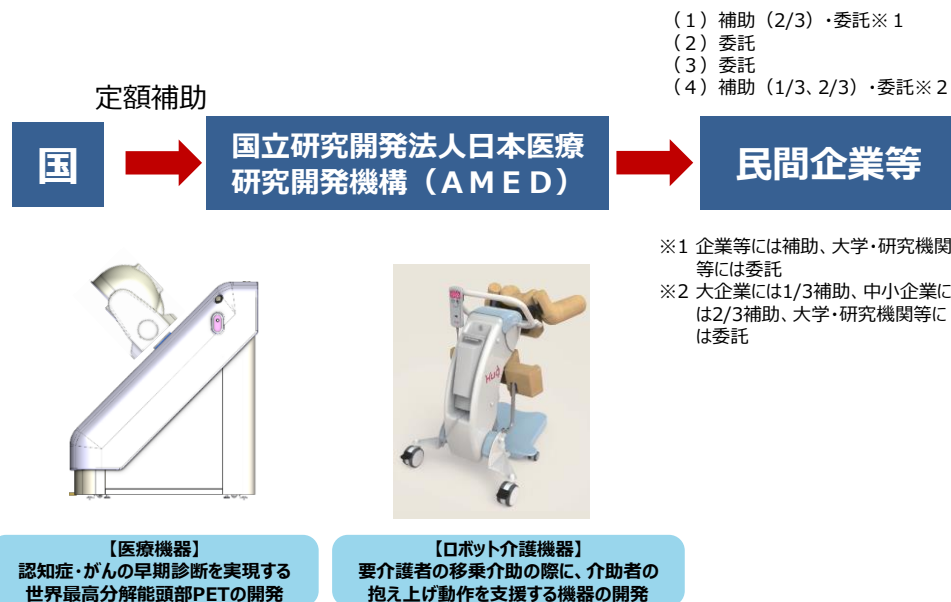 （１）補助（2/3）・委託※１
（２）委託
（３）委託
（４）補助（1/3、2/3）・委託※２
定額補助
国
国立研究開発法人日本医療
研究開発機構（ＡＭＥＤ）
民間企業等
※1 企業等には補助、大学・研究機関
等には委託
※2 大企業には1/3補助、中小企業に
は2/3補助、大学・研究機関等に
は委託
Hug
【医療機器】
認知症・がんの早期診断を実現する
世界最高分解能頭部PETの開発
【ロボット介護機器】
要介護者の移乗介助の際に、介助者の
抱え上げ動作を支援する機器の開発